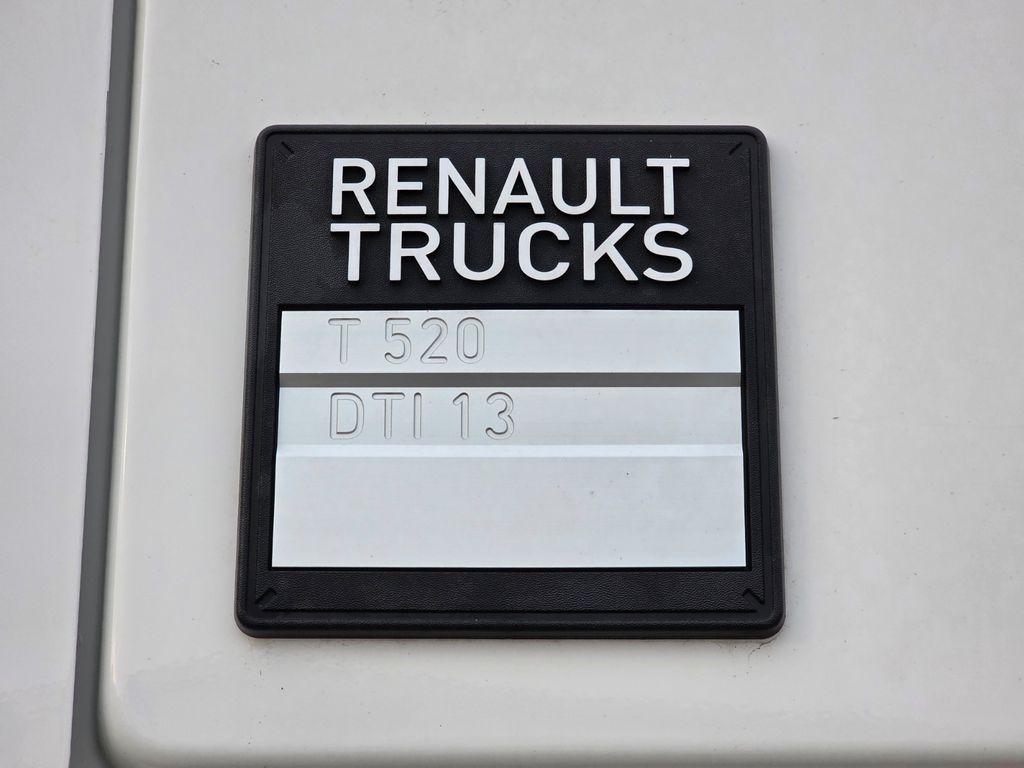 RENAULT
TRUCKS
T 520
DTI 13